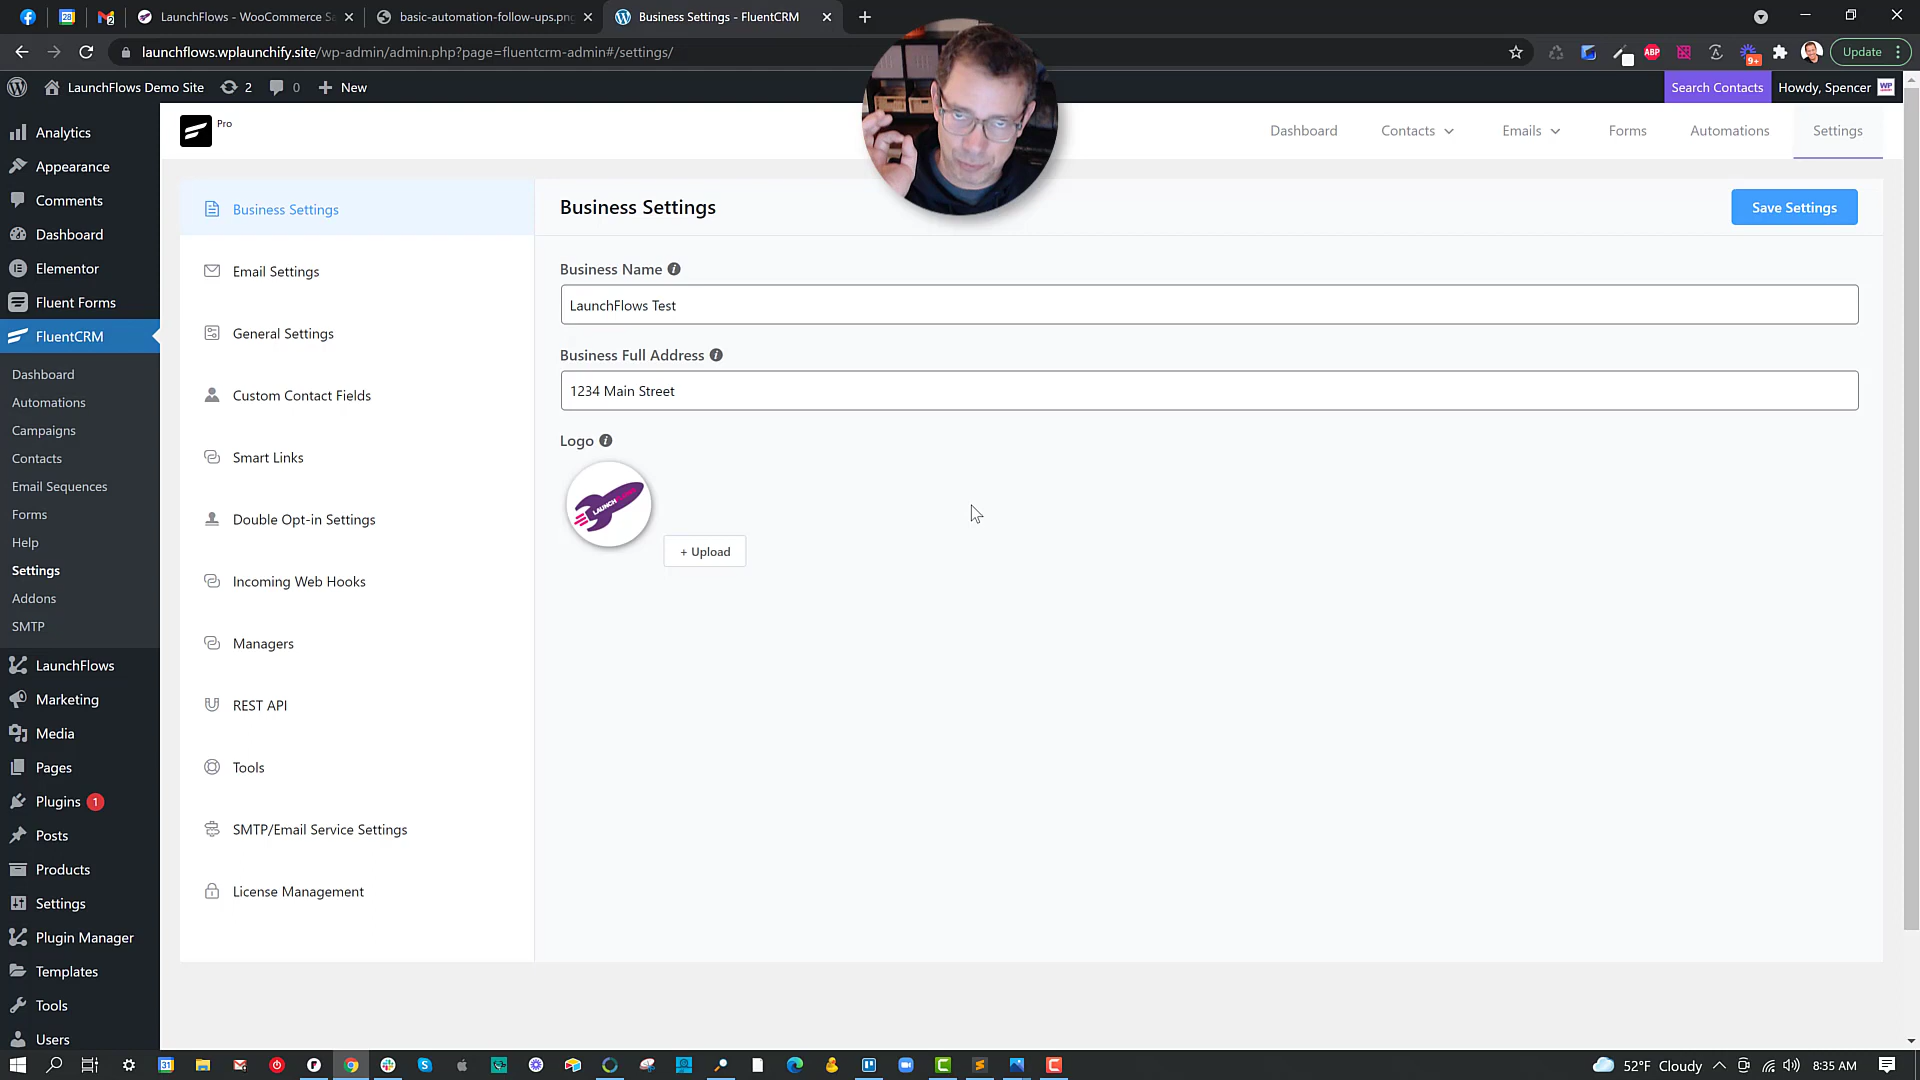 LaunchFlows - WooCommerce S
basic-automation-follow-ups.png
Business Settings - FluentCRM
launchflows.wplaunchify.site/wp-admin/admin.php?page=fluentcrm-admin#/settings/
ABP
9+
Update
LaunchFlows Demo Site
2
0
New
Search Contacts
Howdy, Spencer
Pro
Dashboard
Contacts
Emails
Forms
Automations
Settings
Analytics
Appearance
Comments
Dashboard
Elementor
Fluent Forms
FluentCRM
Dashboard
Automations
Campaigns
Contacts
Email Sequences
Forms
Help
Settings
Addons
SMTP
LaunchFlows
Marketing
Media
Pages
Plugins 1
Posts
Products
Settings
Plugin Manager
Templates
Tools
Users
Business Settings
Email Settings
General Settings
Custom Contact Fields
Smart Links
Double Opt-in Settings
Incoming Web Hooks
Managers
REST API
Tools
SMTP/Email Service Settings
License Management
Business Settings
Save Settings
Business Name
LaunchFlows Test
Business Full Address
1234 Main Street
Logo
+ Upload
52°F Cloudy
8:35 AM